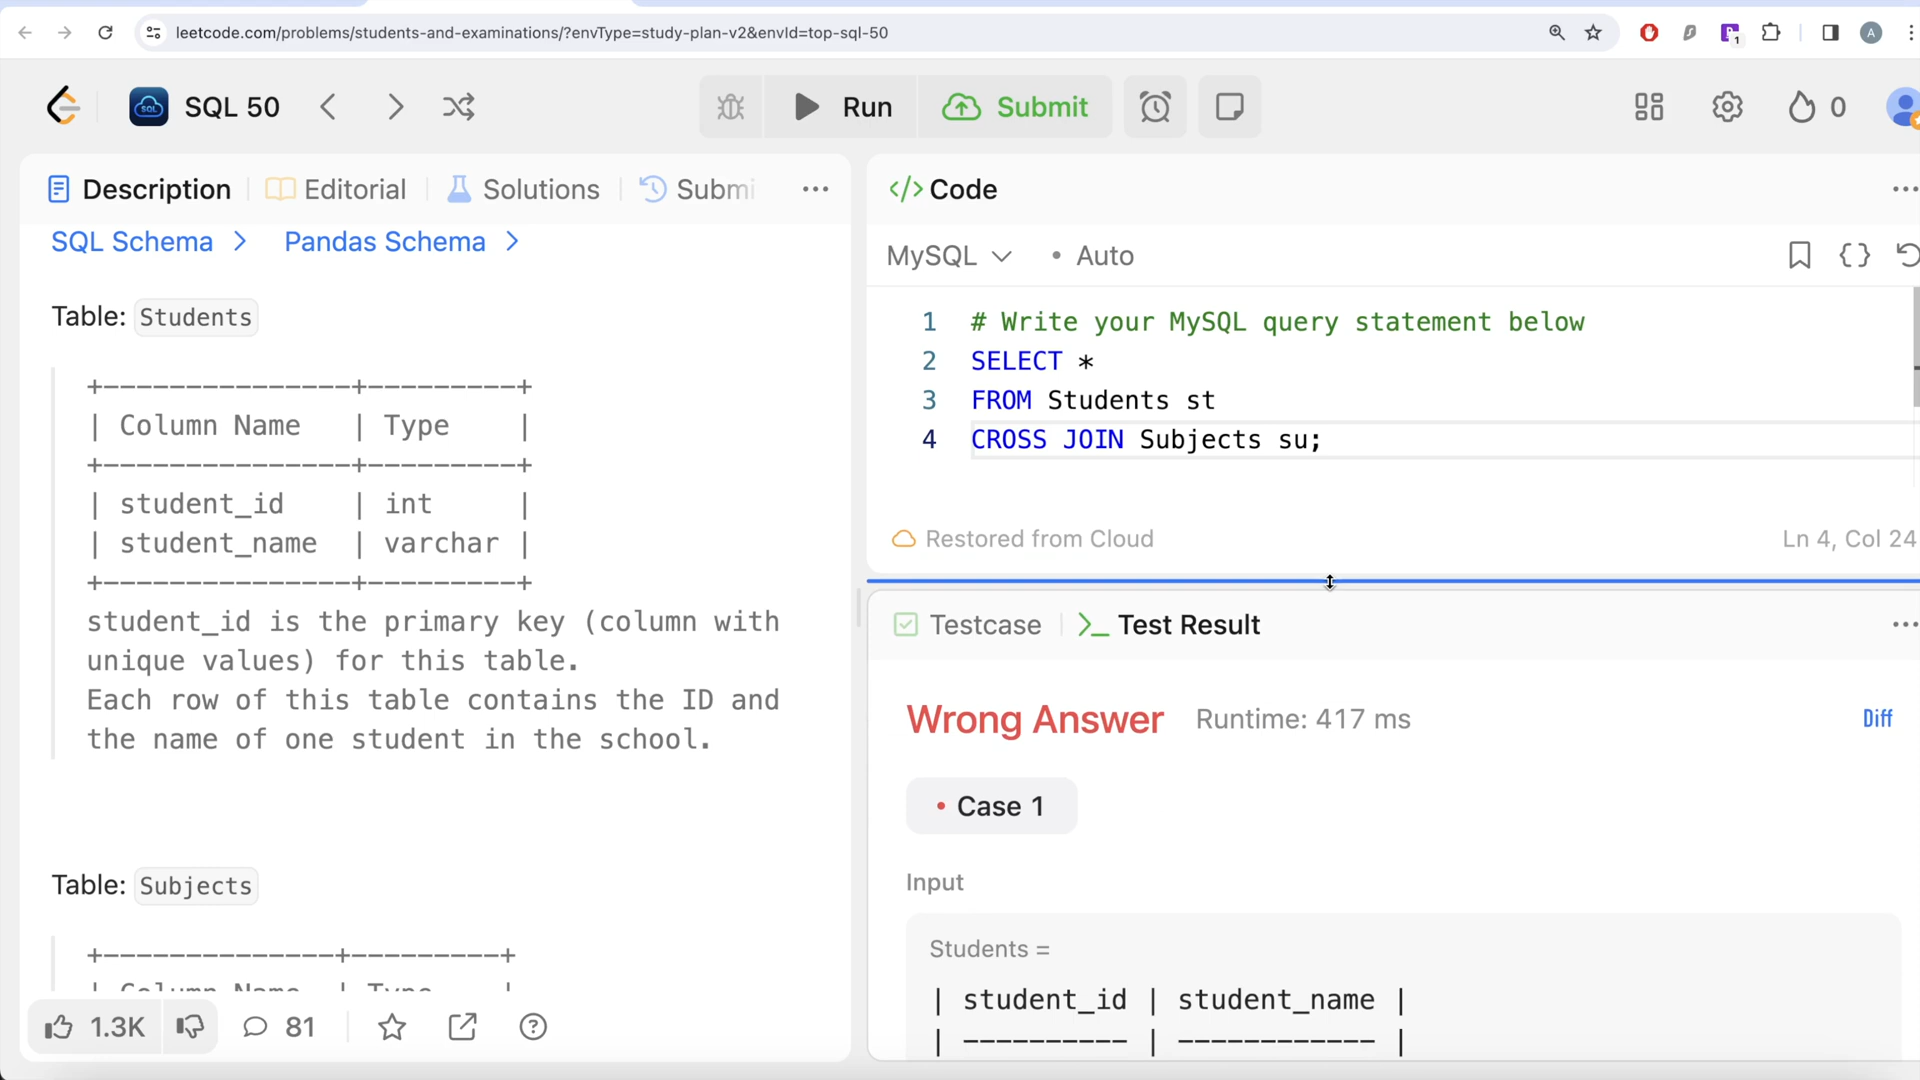 leetcode.com/problems/students-and-examinations/?envType=study-plan-v2&envId=top-sql-50
1
A
SQL 50
Run
Submit
0
Description
Editorial
Solutions
Submi
SQL Schema
Pandas Schema
Table: Students
+---------------+---------+
| Column Name   | Type    |
+---------------+---------+
| student_id    | int     |
| student_name  | varchar |
+---------------+---------+
student_id is the primary key (column with
unique values) for this table.
Each row of this table contains the ID and
the name of one student in the school.
Table: Subjects
+--------------+---------+
| Column Name  | Type    |
1.3K
81
</> Code
MySQL
• Auto
1 # Write your MySQL query statement below
2 SELECT *
3 FROM Students st
4 CROSS JOIN Subjects su;
Restored from Cloud
Ln 4, Col 24
Testcase
>_ Test Result
Wrong Answer
Runtime: 417 ms
Diff
• Case 1
Input
Students =
| student_id | student_name |
| ---------- | ------------ |